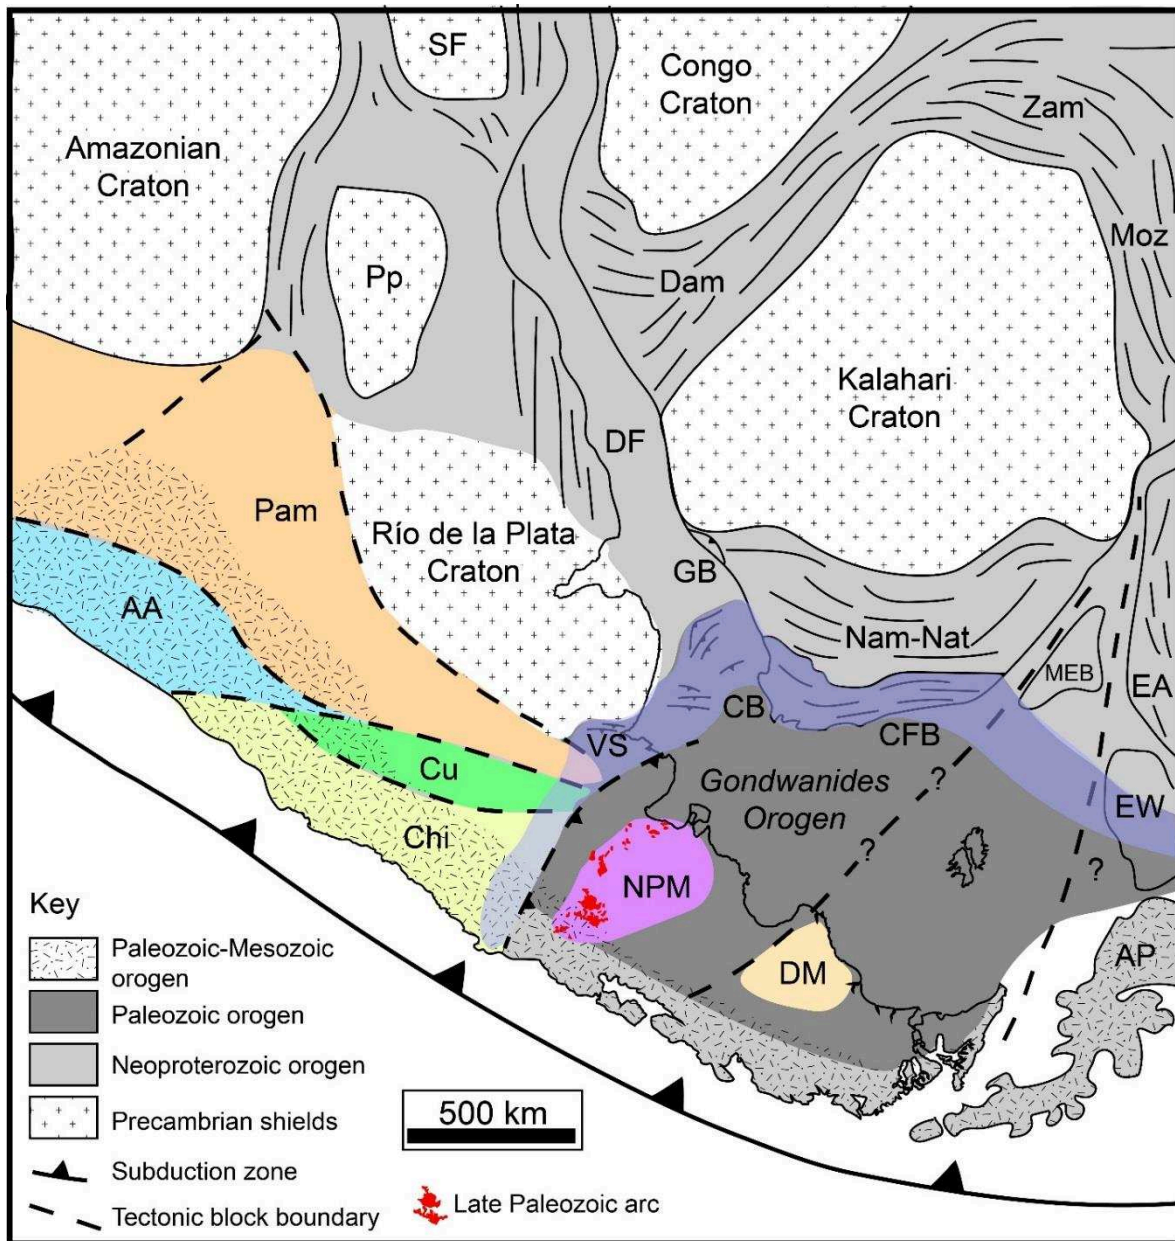 SF
Congo
Craton
Zam
Amazonian
Craton
Moz
Pp
Dam
Kalahari
Craton
DF
Pam
Río de la Plata
Craton
GB
AA
Nam-Nat
MEB
EA
CB
VS
CFB
Cu
Gondwanides
Orogen
?
EW
Chi
?
?
NPM
Key
AP
Paleozoic-Mesozoic
orogen
DM
Paleozoic orogen
Neoproterozoic orogen
500 km
Precambrian shields
Subduction zone
Late Paleozoic arc
Tectonic block boundary